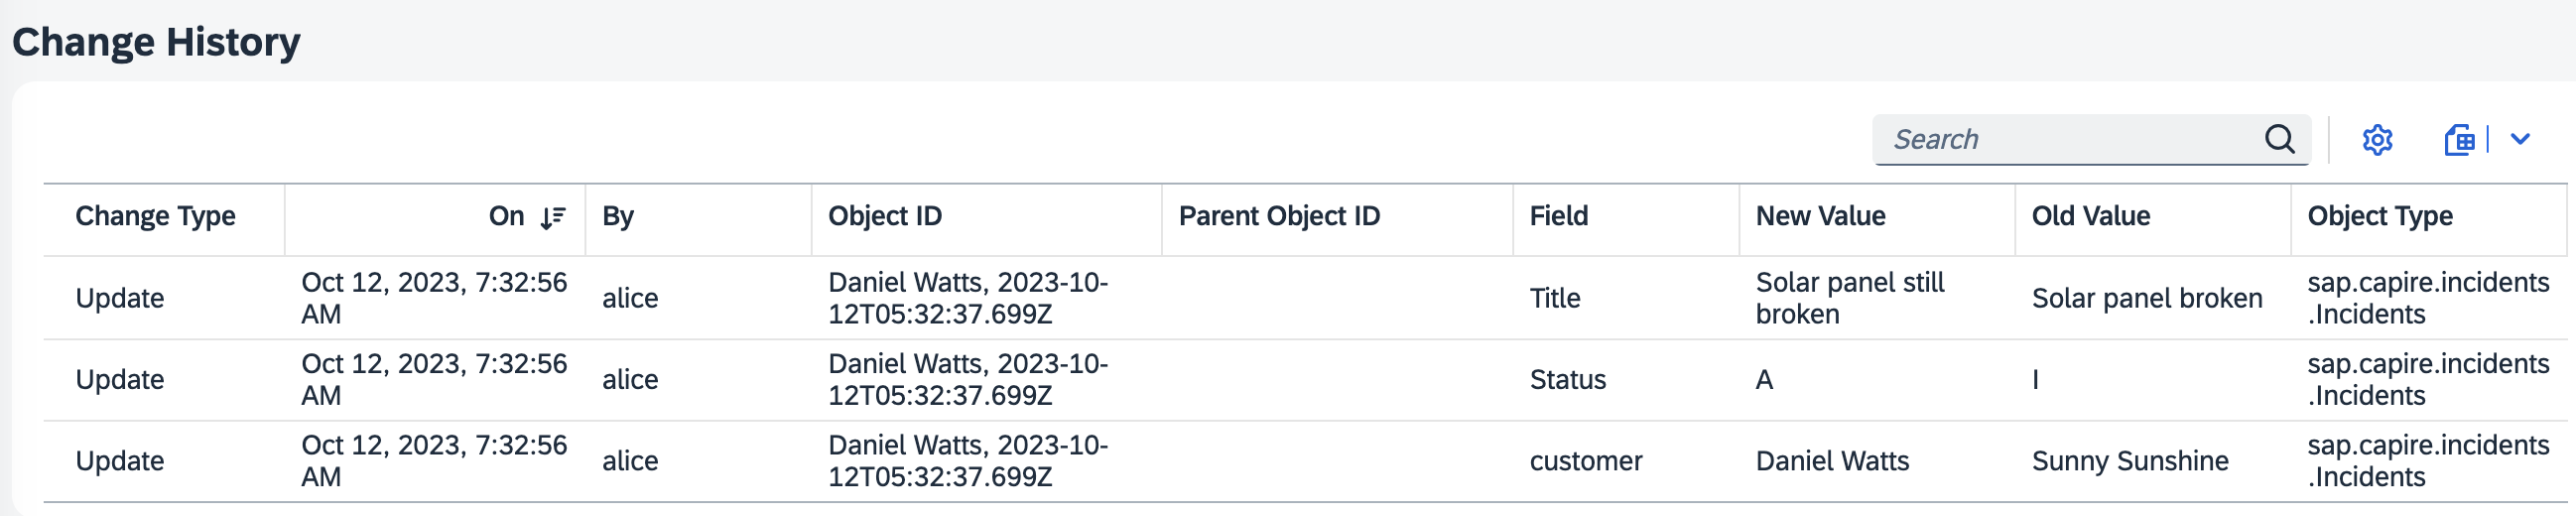 Change History
Search
Change Type On By Object ID Parent Object ID Field New Value Old Value Object Type
Update Oct 12, 2023, 7:32:56 AM alice Daniel Watts, 2023-10-12T05:32:37.699Z Title Solar panel still broken Solar panel broken sap.capire.incidents.Incidents
Update Oct 12, 2023, 7:32:56 AM alice Daniel Watts, 2023-10-12T05:32:37.699Z Status A I sap.capire.incidents.Incidents
Update Oct 12, 2023, 7:32:56 AM alice Daniel Watts, 2023-10-12T05:32:37.699Z customer Daniel Watts Sunny Sunshine sap.capire.incidents.Incidents